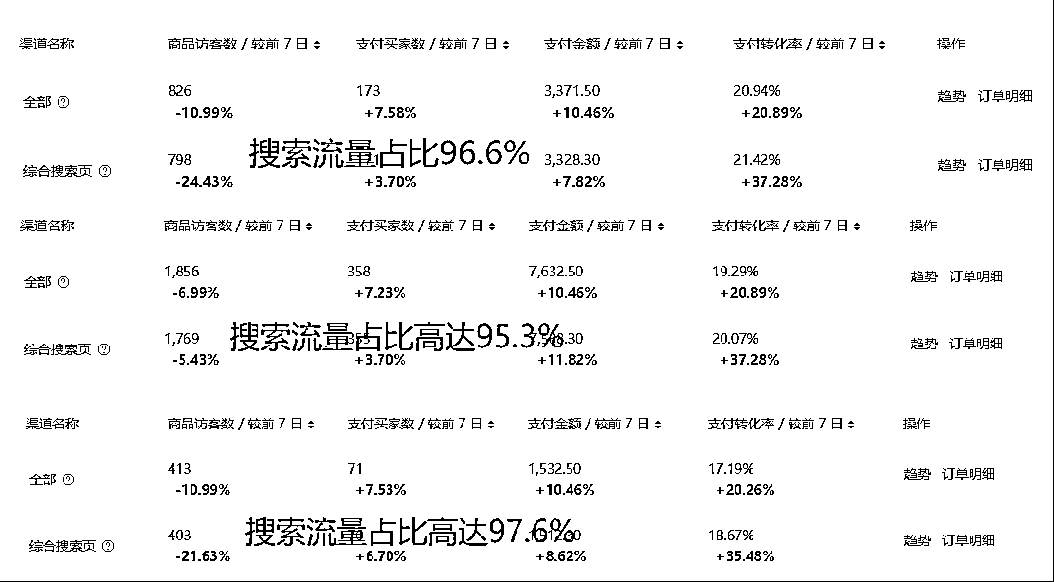 渠道名称 商品访客数 / 较前 7 日 支付买家数 / 较前 7 日 支付金额 / 较前 7 日 支付转化率 / 较前 7 日 操作
全部 826 173 3,371.50 20.94% 趋势 订单明细
-10.99% +7.58% +10.46% +20.89%
搜索流量占比96.6%
综合搜索页 798 3,328.30 21.42% 趋势 订单明细
-24.43% +3.70% +7.82% +37.28%
渠道名称 商品访客数 / 较前 7 日 支付买家数 / 较前 7 日 支付金额 / 较前 7 日 支付转化率 / 较前 7 日 操作
全部 1,856 358 7,632.50 19.29% 趋势 订单明细
-6.99% +7.23% +10.46% +20.89%
搜索流量占比高达95.3%
综合搜索页 1,769 20.07% 趋势 订单明细
-5.43% +3.70% +11.82% +37.28%
渠道名称 商品访客数 / 较前 7 日 支付买家数 / 较前 7 日 支付金额 / 较前 7 日 支付转化率 / 较前 7 日 操作
全部 413 71 1,532.50 17.19% 趋势 订单明细
-10.99% +7.53% +10.46% +20.26%
搜索流量占比高达97.6%
综合搜索页 403 18.67% 趋势 订单明细
-21.63% +6.70% +8.62% +35.48%